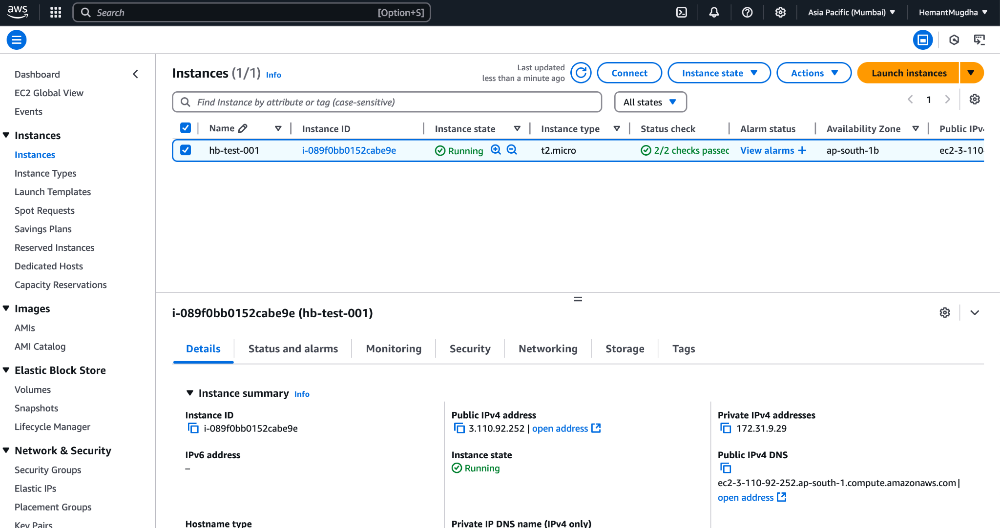 aws
Search [Option+S]
Asia Pacific (Mumbai)
HemantMugdha
Dashboard
EC2 Global View
Events
Instances
Instances
Instance Types
Launch Templates
Spot Requests
Savings Plans
Reserved Instances
Dedicated Hosts
Capacity Reservations
Images
AMIs
AMI Catalog
Elastic Block Store
Volumes
Snapshots
Lifecycle Manager
Network & Security
Security Groups
Elastic IPs
Placement Groups
Key Pairs
Instances (1/1) Info
Last updated
less than a minute ago
Connect
Instance state
Actions
Launch instances
Find Instance by attribute or tag (case-sensitive)
All states
1
Name Instance ID Instance state Instance type Status check Alarm status Availability Zone Public IPv
hb-test-001 i-089f0bb0152cabe9e Running t2.micro 2/2 checks passec View alarms + ap-south-1b ec2-3-110-
i-089f0bb0152cabe9e (hb-test-001)
Details Status and alarms Monitoring Security Networking Storage Tags
Instance summary Info
Instance ID
i-089f0bb0152cabe9e
Public IPv4 address
3.110.92.252 | open address
Private IPv4 addresses
172.31.9.29
IPv6 address
–
Instance state
Running
Public IPv4 DNS
ec2-3-110-92-252.ap-south-1.compute.amazonaws.com |
open address
Hostname type
Private IP DNS name (IPv4 only)